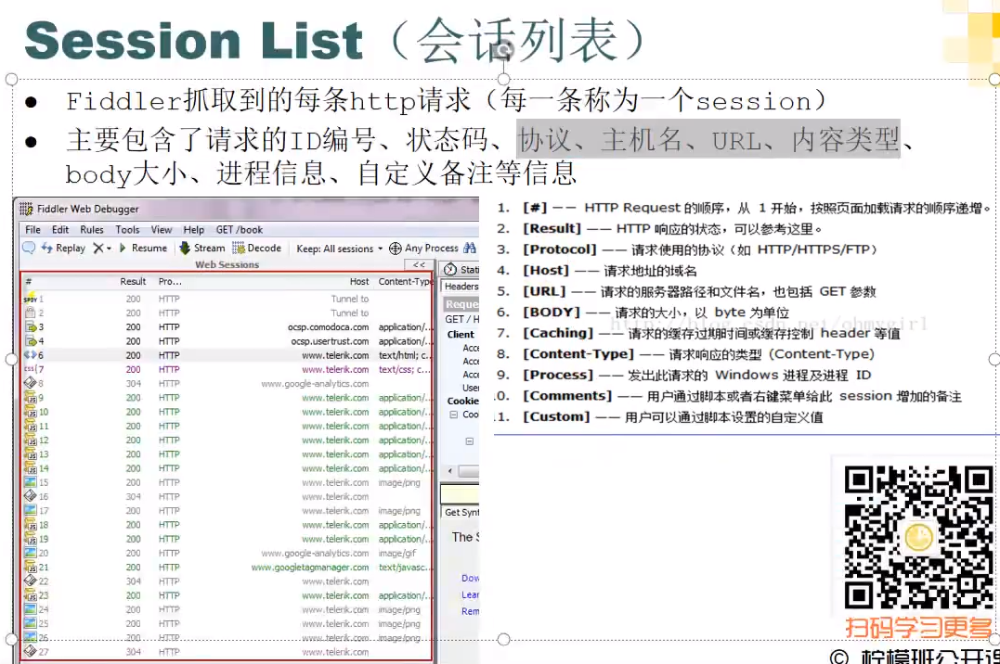 Session List（会话列表）
● Fiddler抓取到的每条http请求（每一条称为一个session）
● 主要包含了请求的ID编号、状态码、协议、主机名、URL、内容类型、
body大小、进程信息、自定义备注等信息
Fiddler Web Debugger
File Edit Rules Tools View Help GET /book
Replay Resume Stream Decode Keep: All sessions Any Process
Web Sessions <<
# Result Pro... Host Content-Type
1 200 HTTP Tunnel to
2 200 HTTP Tunnel to
3 200 HTTP ocsp.comodoca.com application/...
4 200 HTTP ocsp.usertrust.com application/...
6 200 HTTP www.telerik.com text/html; c...
7 200 HTTP www.telerik.com text/css; c...
8 304 HTTP www.google-analytics.com
9 200 HTTP www.telerik.com application/...
10 200 HTTP www.telerik.com application/...
11 200 HTTP www.telerik.com application/...
12 200 HTTP www.telerik.com application/...
13 200 HTTP www.telerik.com application/...
14 200 HTTP www.telerik.com application/...
15 200 HTTP www.telerik.com image/png
16 304 HTTP www.telerik.com
17 200 HTTP www.telerik.com image/png
18 200 HTTP www.telerik.com application/...
19 200 HTTP www.telerik.com application/...
20 200 HTTP www.google-analytics.com image/gif
21 200 HTTP www.googletagmanager.com text/javasc...
22 304 HTTP www.telerik.com
23 200 HTTP www.telerik.com application/...
24 200 HTTP www.telerik.com image/png
25 200 HTTP www.telerik.com image/png
26 200 HTTP www.telerik.com image/png
27 304 HTTP www.telerik.com
Stati
Headers
Reque
GET / H
Client
Acce
Acce
Acce
User
Cookie
Coo
Get Synt
The S
Dow
Lear
Rem
1. [#] —— HTTP Request 的顺序，从 1 开始，按照页面加载请求的顺序递增。
2. [Result] —— HTTP 响应的状态，可以参考这里。
3. [Protocol] —— 请求使用的协议（如 HTTP/HTTPS/FTP）
4. [Host] —— 请求地址的域名
5. [URL] —— 请求的服务器路径和文件名，也包括 GET 参数
6. [BODY] —— 请求的大小，以 byte 为单位
http://blog.csdn.net/ohmygirl
7. [Caching] —— 请求的缓存过期时间或缓存控制 header 等值
8. [Content-Type] —— 请求响应的类型 (Content-Type)
9. [Process] —— 发出此请求的 Windows 进程及进程 ID
10. [Comments] —— 用户通过脚本或者右键菜单给此 session 增加的备注
11. [Custom] —— 用户可以通过脚本设置的自定义值
扫码学习更多
© 柠檬班公开课